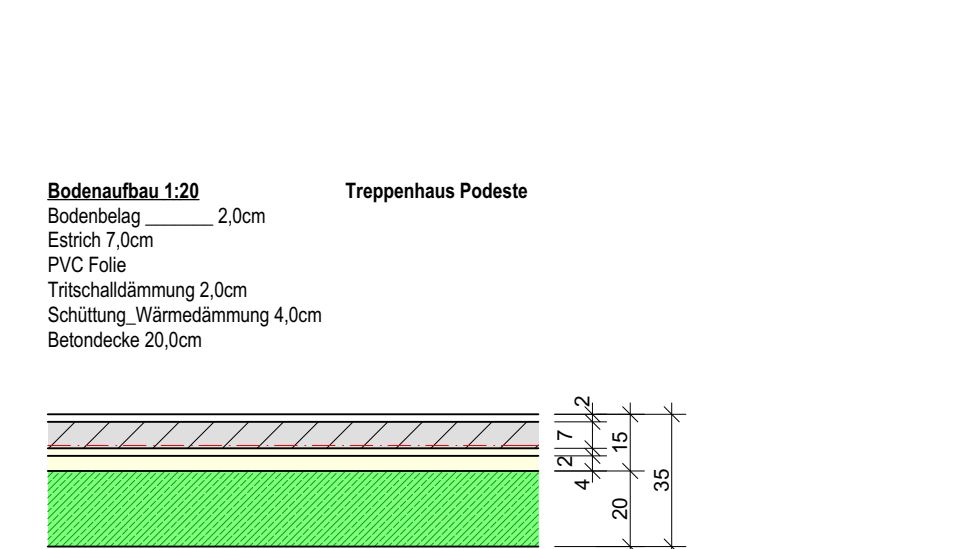 Bodenaufbau 1:20 Treppenhaus Podeste
Bodenbelag _______ 2,0cm
Estrich 7,0cm
PVC Folie
Tritschalldämmung 2,0cm
Schüttung_Wärmedämmung 4,0cm
Betondecke 20,0cm
2
7
2
4
15
20
35